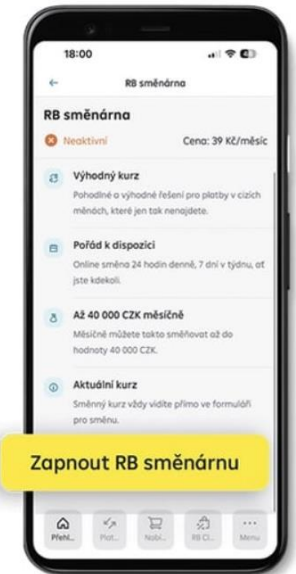 18:00
RB směnárna
RB směnárna
Neaktivní
Cena: 39 Kč/měsíc
Výhodný kurz
Pohodlné a výhodné řešení pro platby v cizích
měnách, které jen tak nenajdete.
Pořád k dispozici
Online směna 24 hodin denně, 7 dní v týdnu, ať
jste kdekoli.
Až 40 000 CZK měsíčně
Měsíčně můžete takto směňovat až do
hodnoty 40 000 CZK.
Aktuální kurz
Směnný kurz vždy vidíte přímo ve formuláři
pro směnu.
Zapnout RB směnárnu
Přehl... Plat... Nabí... RB Cl... Menu